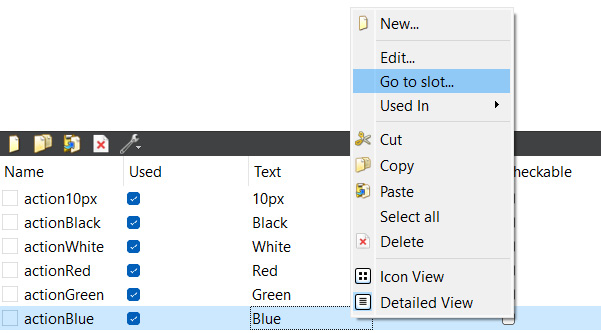 New...
Edit...
Go to slot...
Used In
Cut
Copy
Paste
Select all
Delete
Icon View
Detailed View
Name Used Text heckable
action10px 10px
actionBlack Black
actionWhite White
actionRed Red
actionGreen Green
actionBlue Blue